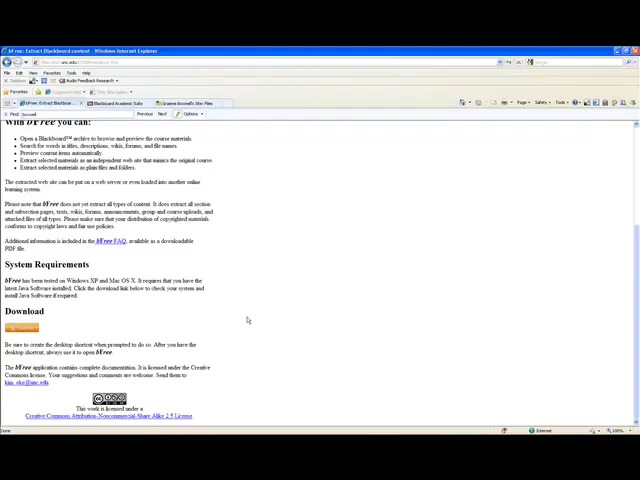 bFree: Extract Blackboard content - Windows Internet Explorer
File Edit View Favorites Tools Help
Audio Feedback Research
Favorites
bFree: Extract Blackboar... Blackboard Academic Suite Graeme Boxwell's Site Files Page Safety Tools
Find: boxwell Previous Next Options
With bFree you can:
Open a Blackboard™ archive to browse and preview the course materials.
Search for words in titles, descriptions, wikis, forums, and file names.
Preview content items automatically.
Extract selected materials as an independent web site that mimics the original course.
Extract selected materials as plain files and folders.
The extracted web site can be put on a web server or even loaded into another online
learning system.
Please note that bFree does not yet extract all types of content. It does extract all section
and subsection pages, texts, wikis, forums, announcements, group and course uploads, and
attached files of all types. Please make sure that your distribution of copyrighted materials
conforms to copyright laws and fair use policies.
Additional information is included in the bFree FAQ, available as a downloadable
PDF file.
System Requirements
bFree has been tested on Windows XP and Mac OS X. It requires that you have the
latest Java Software installed. Click the download link below to check your system and
install Java Software if required.
Download
Be sure to create the desktop shortcut when prompted to do so. After you have the
desktop shortcut, always use it to open bFree.
The bFree application contains complete documentation. It is licensed under the Creative
Commons license. Your suggestions and comments are welcome. Send them to
kim_eke@unc.edu.
This work is licensed under a
Creative Commons Attribution-Noncommercial-Share Alike 2.5 License.
Done Internet 100%